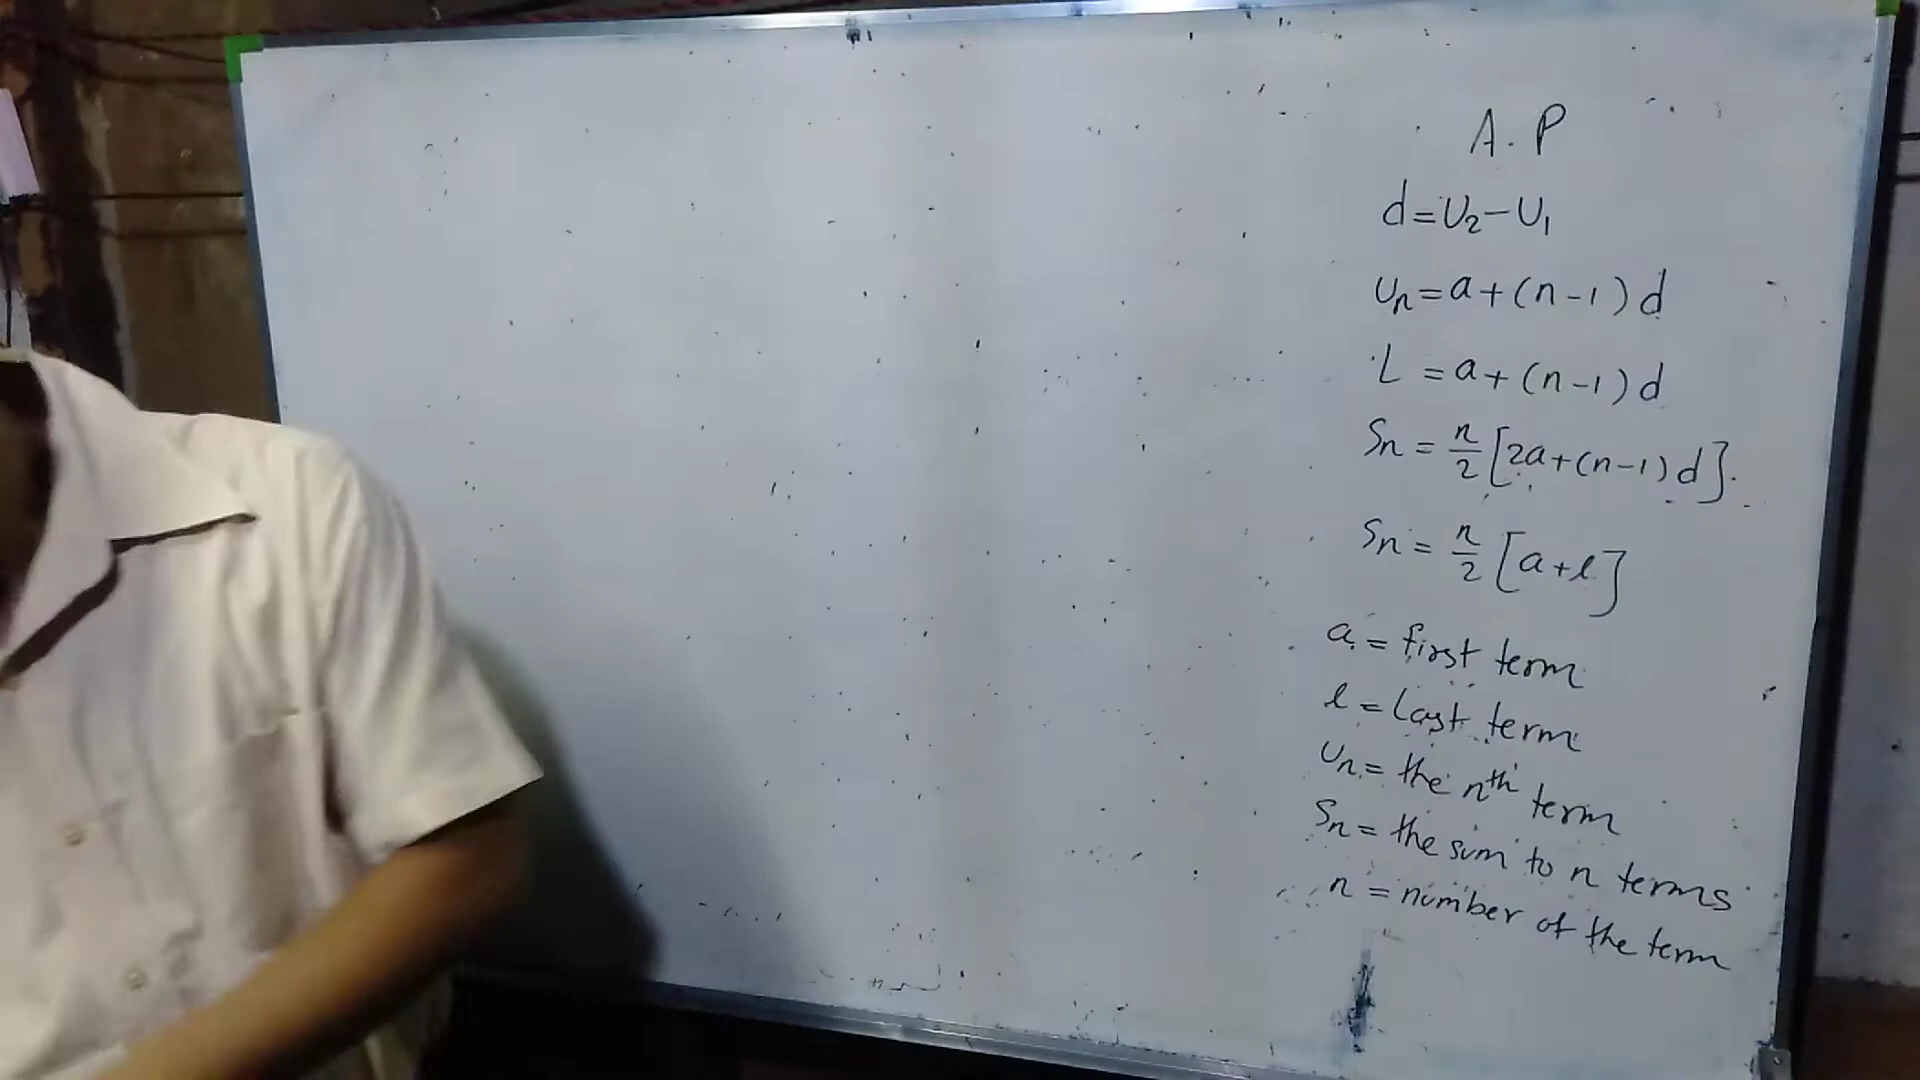 A.P
d=U₂-U₁
Uₙ=a+(n-1)d
L=a+(n-1)d
Sₙ=n/2[2a+(n-1)d].
Sₙ=n/2[a+l]
a=first term
l=last term
Uₙ=the nᵗʰ term
Sₙ=the sum to n terms
n=number of the term